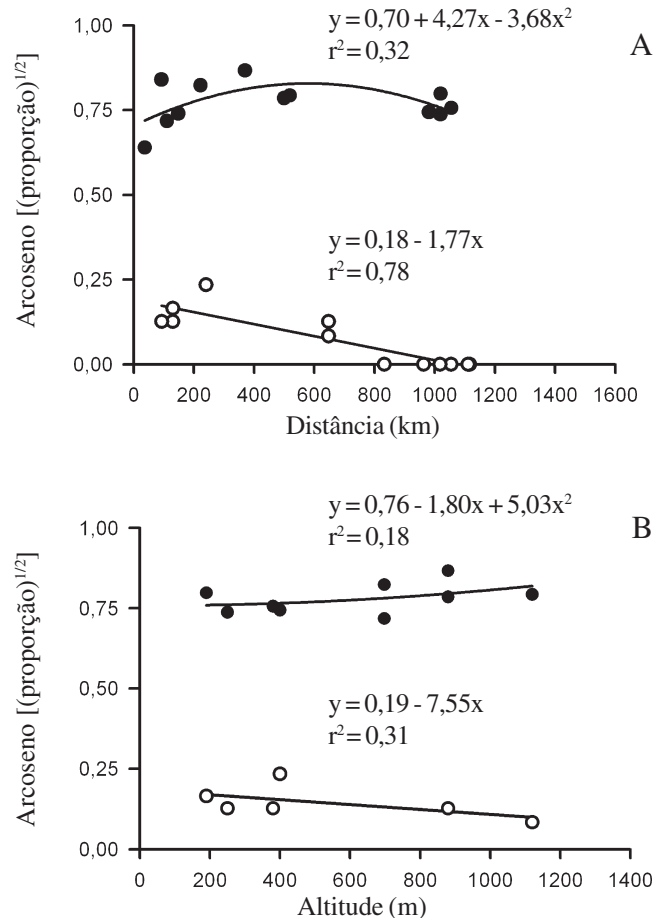 y = 0,70 + 4,27x - 3,68x²
r² = 0,32
A
Arcoseno [(proporção)^1/2]
1,00
0,75
0,50
0,25
0,00
y = 0,18 - 1,77x
r² = 0,78
0 200 400 600 800 1000 1200 1400 1600
Distância (km)
y = 0,76 - 1,80x + 5,03x²
r² = 0,18
B
Arcoseno [(proporção)^1/2]
1,00
0,75
0,50
0,25
0,00
y = 0,19 - 7,55x
r² = 0,31
0 200 400 600 800 1000 1200 1400
Altitude (m)